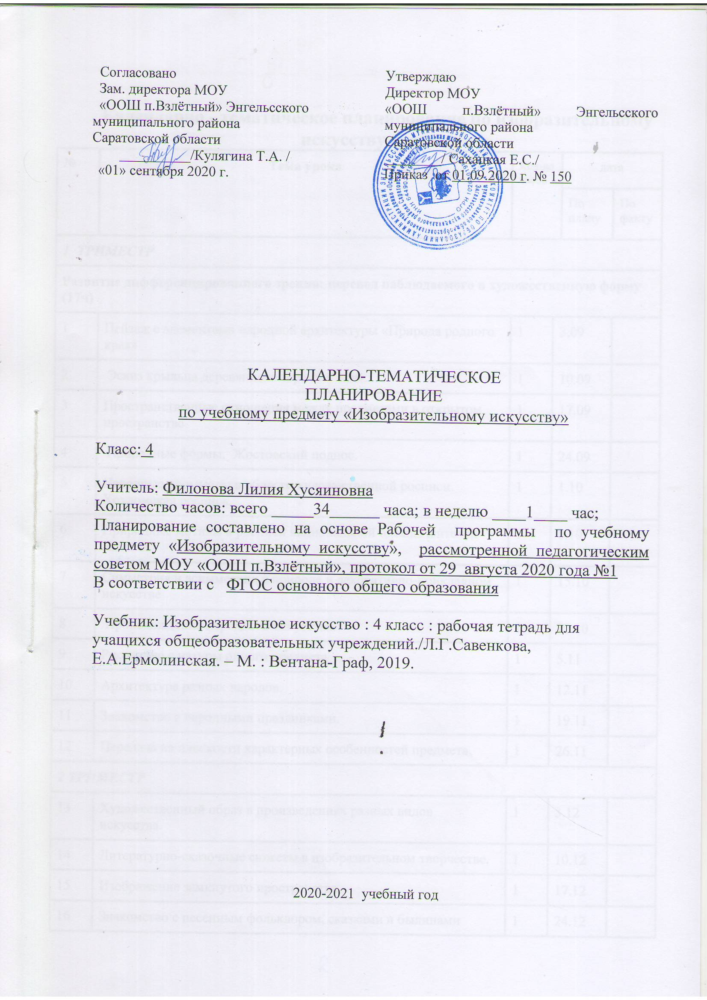 Согласовано
Зам. директора МОУ
«ООШ п.Взлётный» Энгельсского
муниципального района
Саратовской области
__________/Кулягина Т.А. /
«01» сентября 2020 г.
Утверждаю
Директор МОУ
«ООШ п.Взлётный» Энгельсского
муниципального района
Саратовской области
________/ Сахацкая Е.С./
Приказ от 01.09.2020 г. № 150
КАЛЕНДАРНО-ТЕМАТИЧЕСКОЕ
ПЛАНИРОВАНИЕ
по учебному предмету «Изобразительному искусству»
Класс: 4
Учитель: Филонова Лилия Хусяиновна
Количество часов: всего _____34______ часа; в неделю ____1____ час;
Планирование составлено на основе Рабочей программы по учебному
предмету «Изобразительному искусству», рассмотренной педагогическим
советом МОУ «ООШ п.Взлётный», протокол от 29 августа 2020 года №1
В соответствии с ФГОС основного общего образования
Учебник: Изобразительное искусство : 4 класс : рабочая тетрадь для
учащихся общеобразовательных учреждений./Л.Г.Савенкова,
Е.А.Ермолинская. – М. : Вентана-Граф, 2019.
2020-2021 учебный год